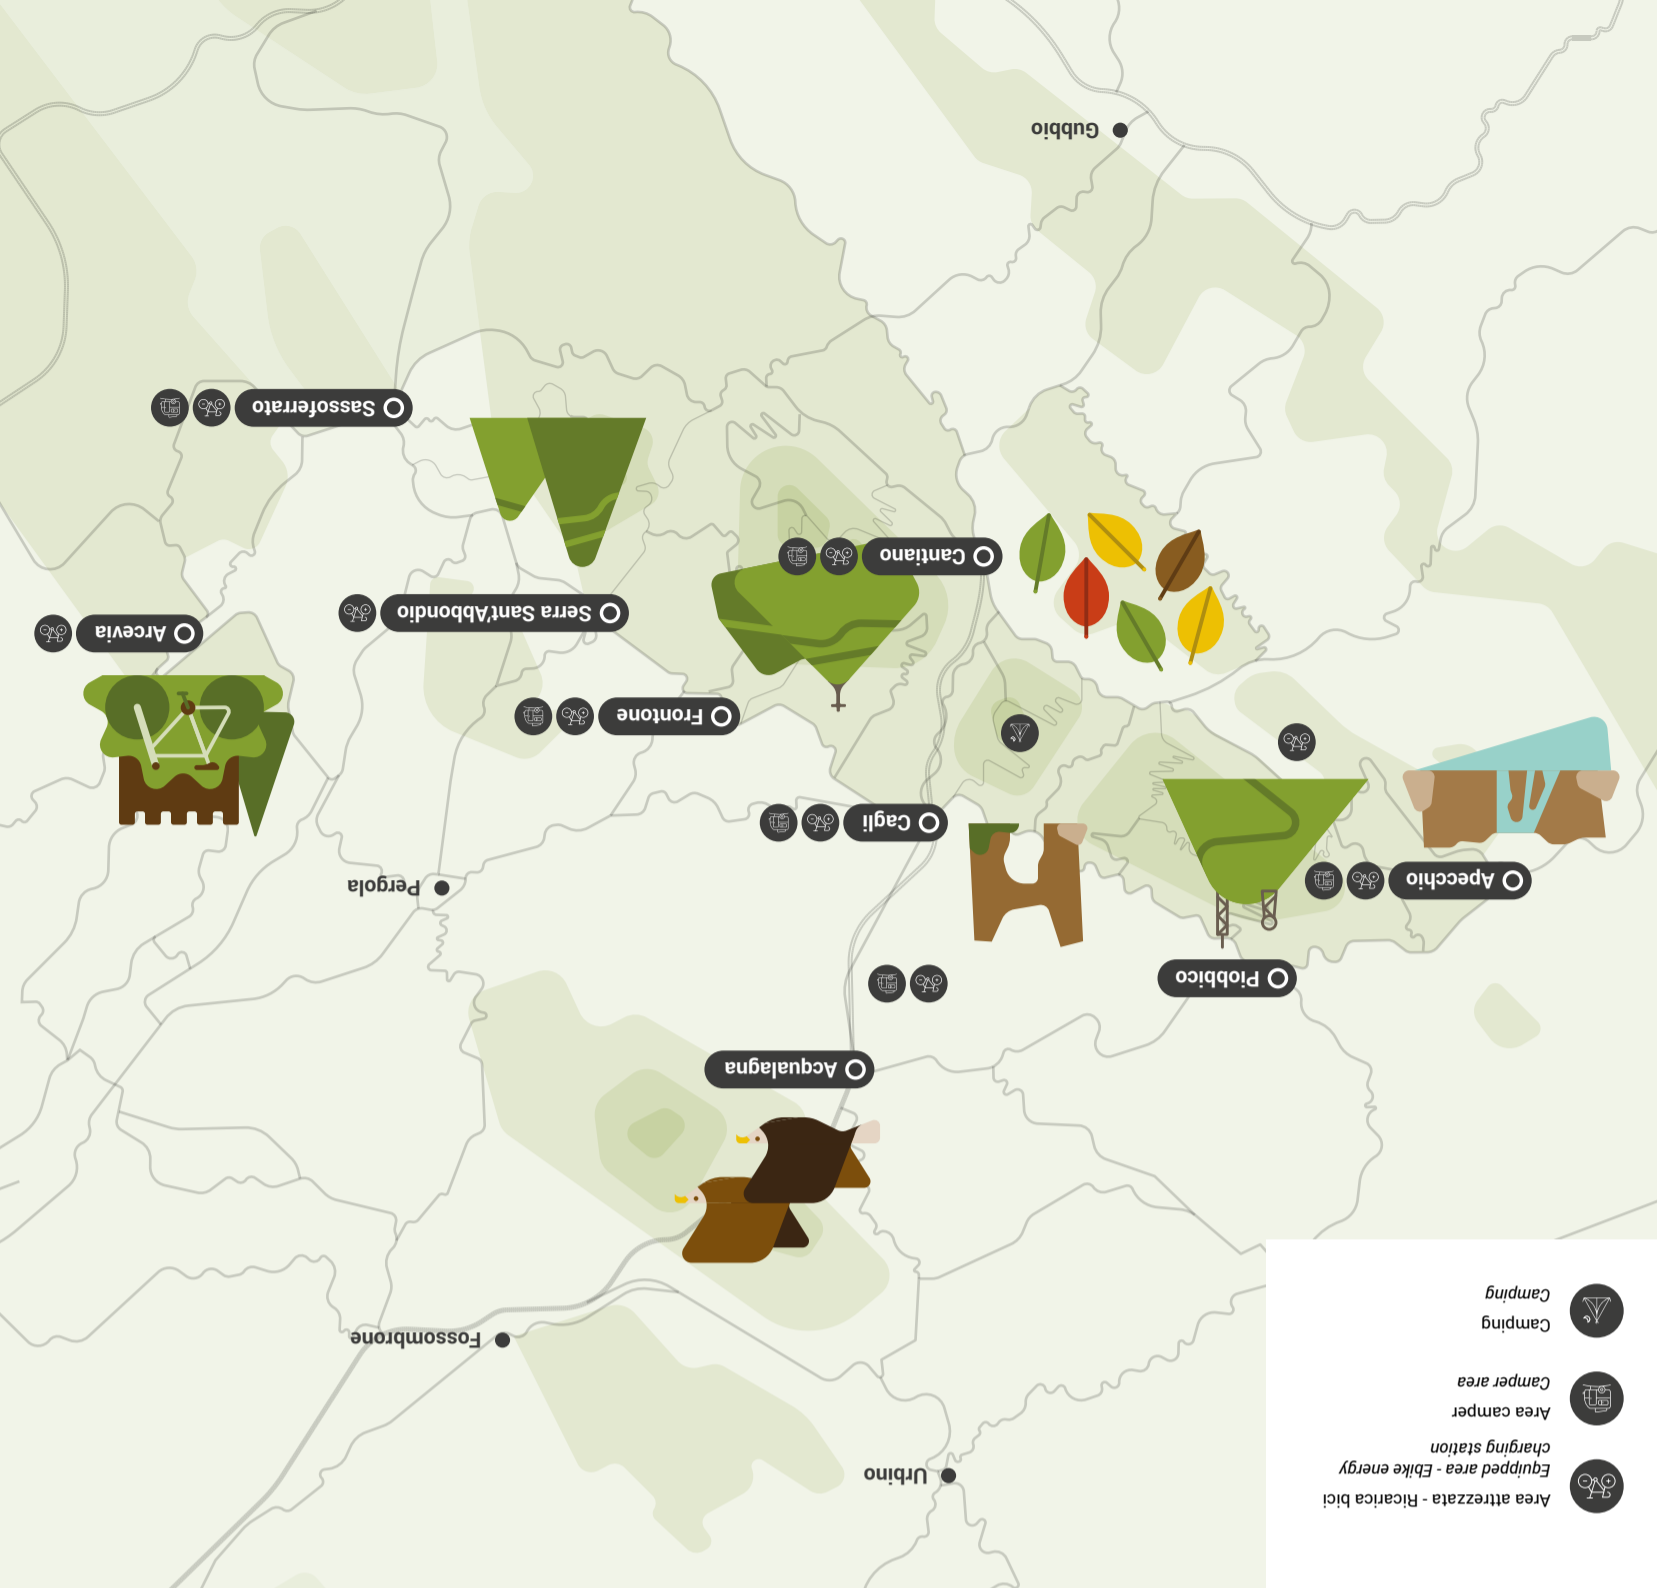 Area attrezzata - Ricarica bici
Equipped area - Ebike energy
charging station
Area camper
Camper area
Camping
Camping
Urbino
Fossombrone
Acqualagna
Piobbico
Pergola
Apecchio
Cagli
Frontone
Arcevia
Serra Sant'Abbondio
Cantiano
Sassoferrato
Gubbio